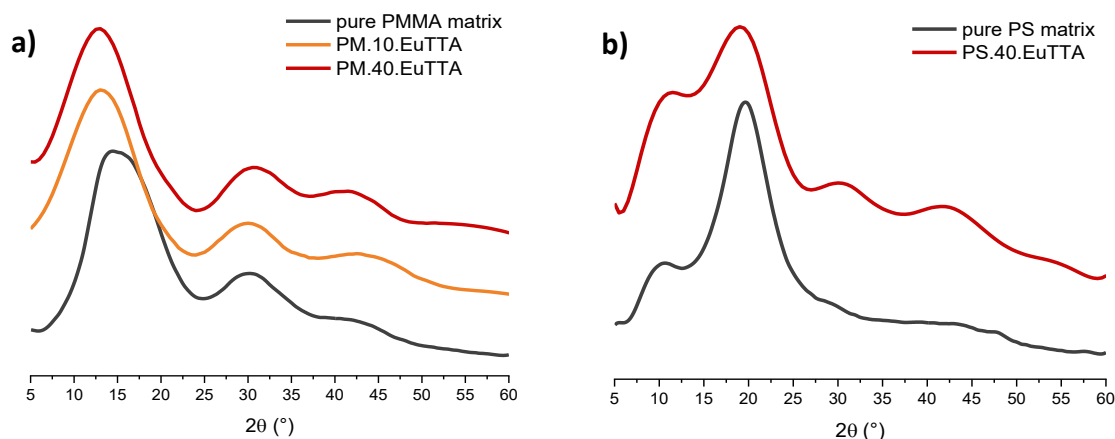 a)
pure PMMA matrix
PM.10.EuTTA
PM.40.EuTTA
5 10 15 20 25 30 35 40 45 50 55 60
2θ (°)
b)
pure PS matrix
PS.40.EuTTA
5 10 15 20 25 30 35 40 45 50 55 60
2θ (°)